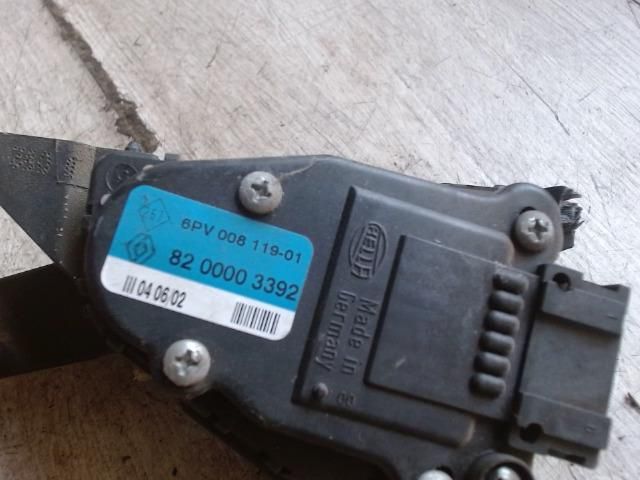 6PV 008 119-01
82 0000 3392
04 06/02
HELLA
Made in
Germany